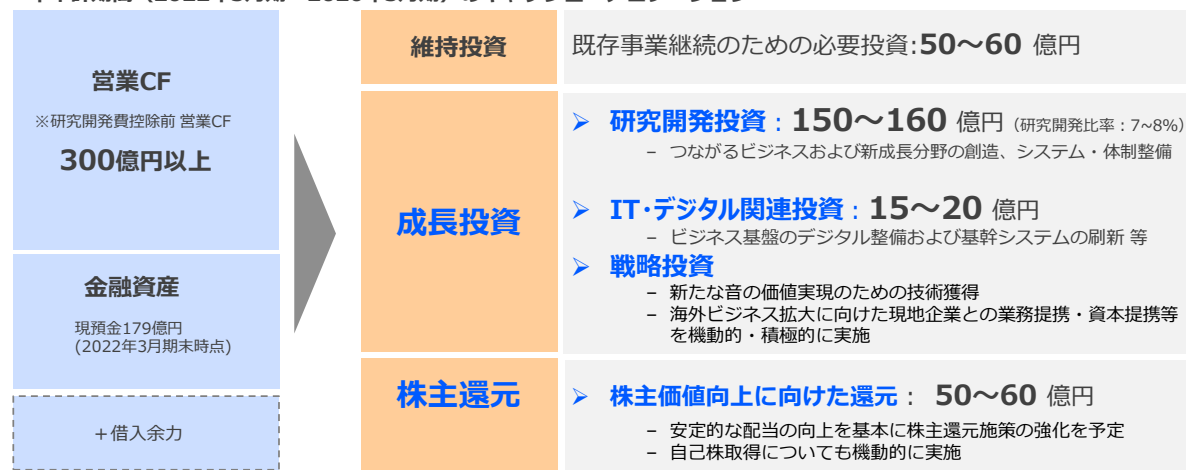 営業CF
※研究開発費控除前 営業CF
300億円以上
金融資産
現預金179億円
(2022年3月期末時点)
＋借入余力
維持投資
既存事業継続のための必要投資:50～60 億円
成長投資
➢ 研究開発投資：150～160 億円（研究開発比率：7~8%）
– つながるビジネスおよび新成長分野の創造、システム・体制整備
➢ IT・デジタル関連投資：15～20 億円
– ビジネス基盤のデジタル整備および基幹システムの刷新 等
➢ 戦略投資
– 新たな音の価値実現のための技術獲得
– 海外ビジネス拡大に向けた現地企業との業務提携・資本提携等
を機動的・積極的に実施
株主還元
➢ 株主価値向上に向けた還元： 50～60 億円
– 安定的な配当の向上を基本に株主還元施策の強化を予定
– 自己株取得についても機動的に実施